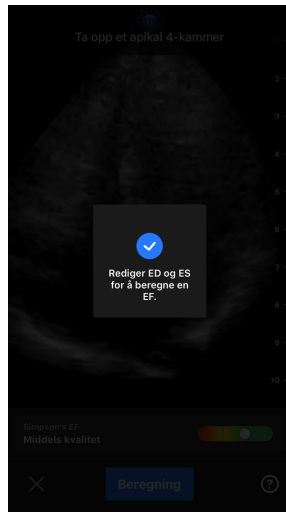 Ta opp et apikal 4-kammer
1
2
3
4
5
6
7
8
9
10
Rediger ED og ES
for å beregne en
EF.
Simpson's EF
Middels kvalitet
Beregning
?